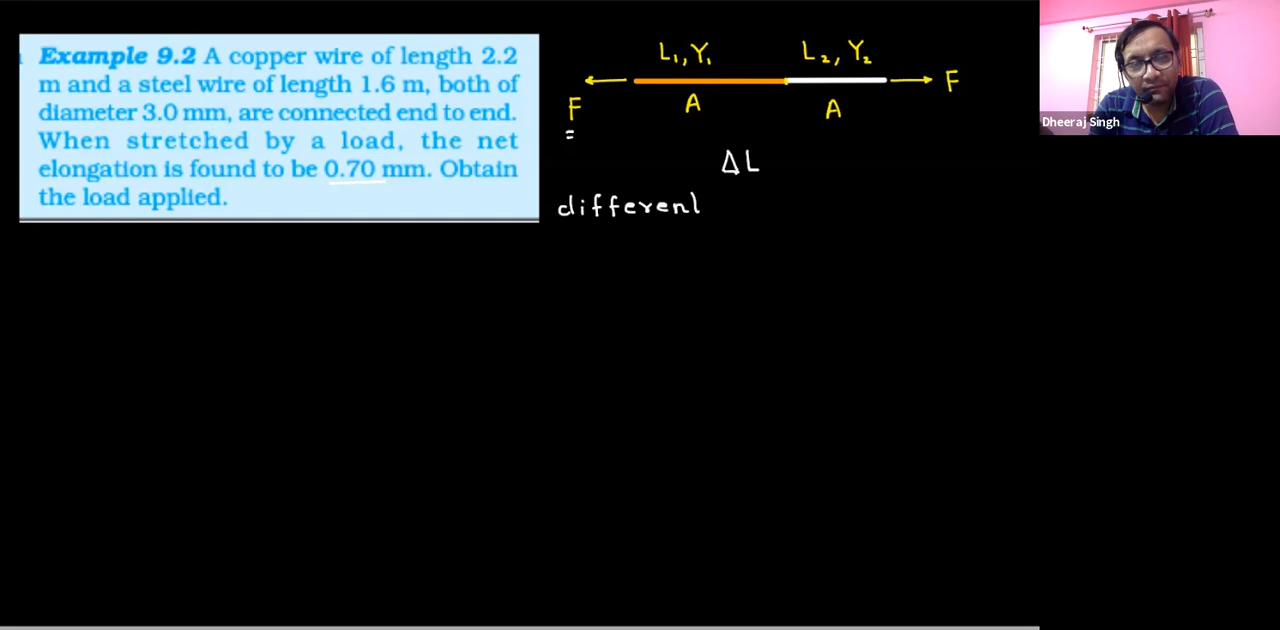 Example 9.2 A copper wire of length 2.2
m and a steel wire of length 1.6 m, both of
diameter 3.0 mm, are connected end to end.
When stretched by a load, the net
elongation is found to be 0.70 mm. Obtain
the load applied.
L₁, Y₁ L₂, Y₂
F A A F
=
ΔL
different
Dheeraj Singh